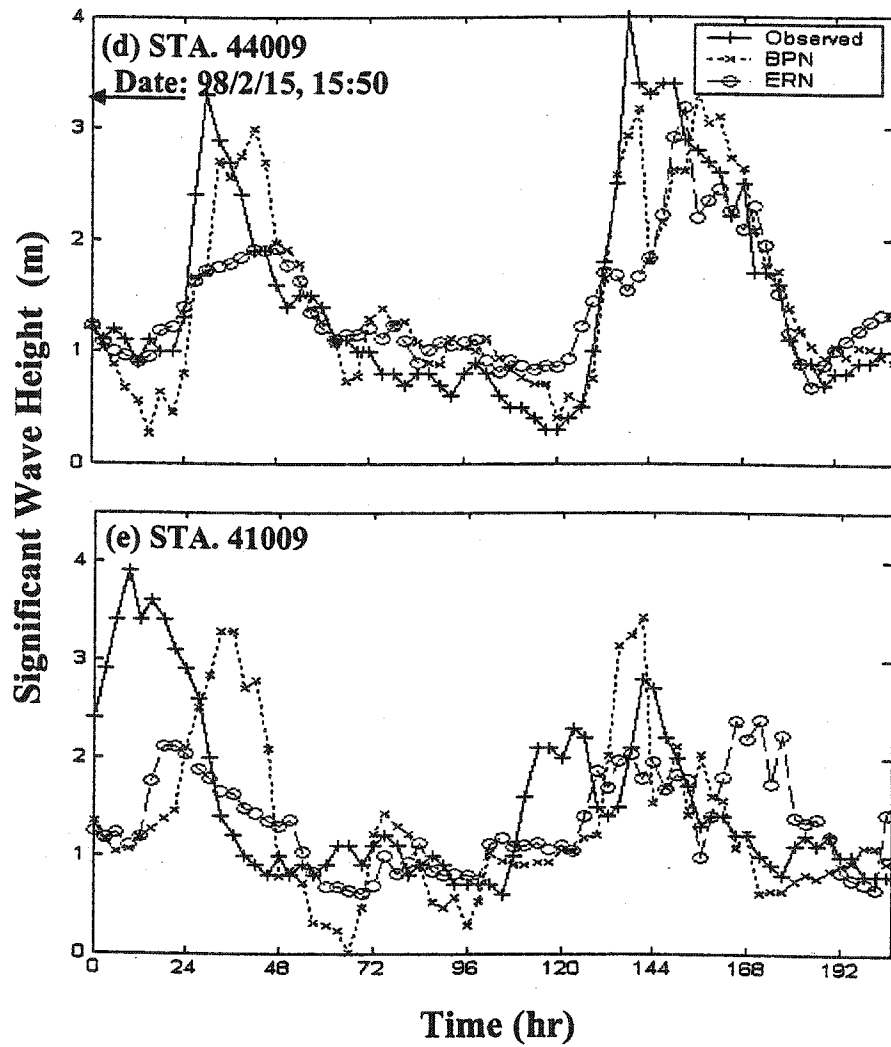 4
(d) STA. 44009
Date: 98/2/15, 15:50
Observed
BPN
ERN
3
2
1
0
(e) STA. 41009
4
3
2
1
0
0 24 48 72 96 120 144 168 192
Significant Wave Height (m)
Time (hr)